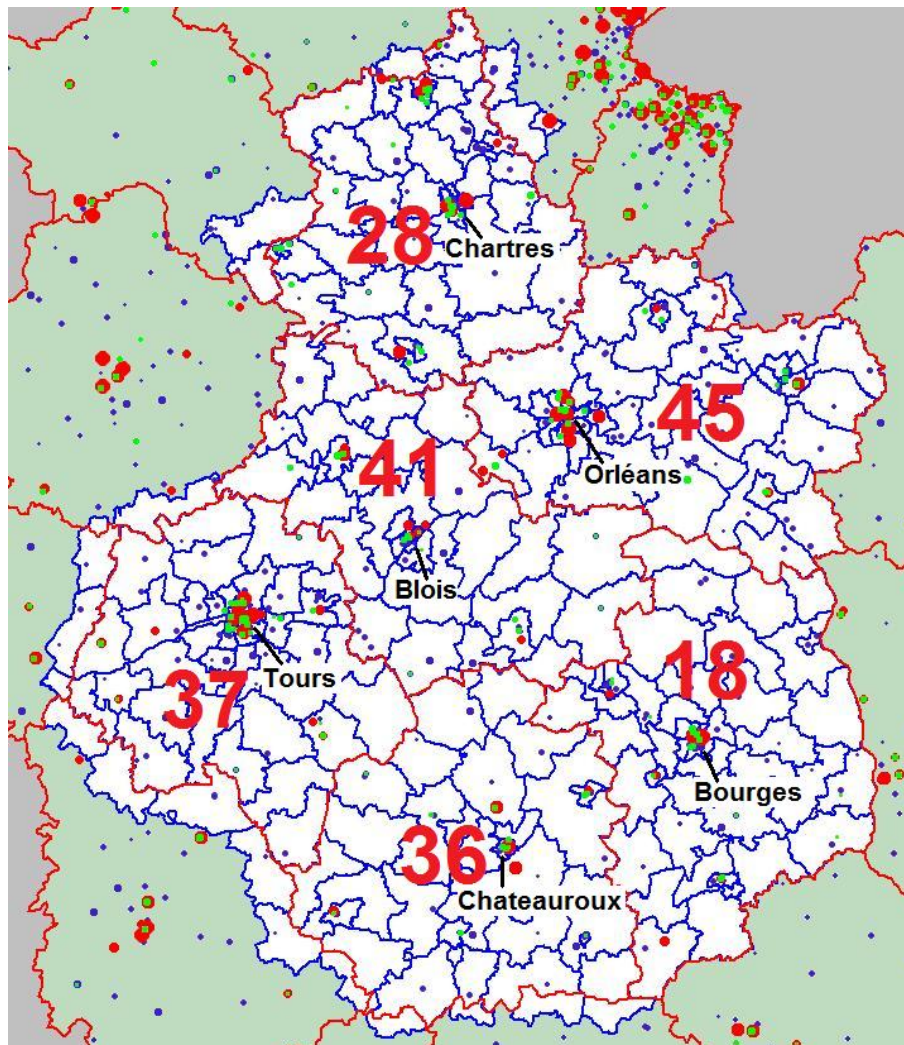 28
Chartres
45
41
Orléans
Blois
18
37
Tours
Bourges
36
Chateauroux